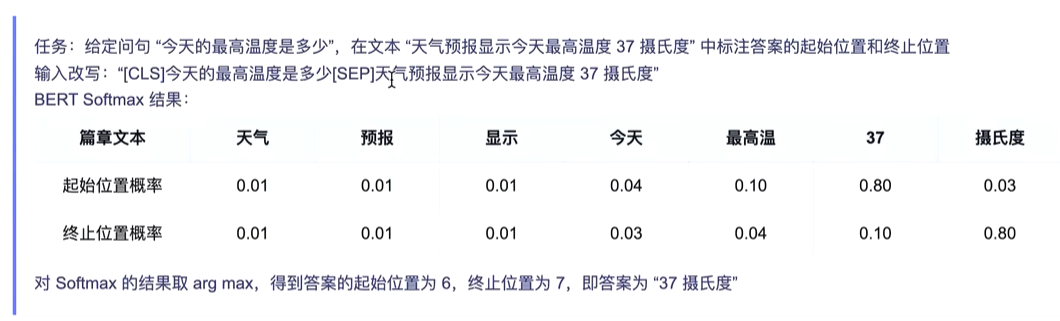 任务：给定问句 “今天的最高温度是多少”，在文本 “天气预报显示今天最高温度 37 摄氏度” 中标注答案的起始位置和终止位置
输入改写：“[CLS]今天的最高温度是多少[SEP]天气预报显示今天最高温度 37 摄氏度”
BERT Softmax 结果：
篇章文本 天气 预报 显示 今天 最高温 37 摄氏度
起始位置概率 0.01 0.01 0.01 0.04 0.10 0.80 0.03
终止位置概率 0.01 0.01 0.01 0.03 0.04 0.10 0.80
对 Softmax 的结果取 arg max，得到答案的起始位置为 6，终止位置为 7，即答案为 “37 摄氏度”